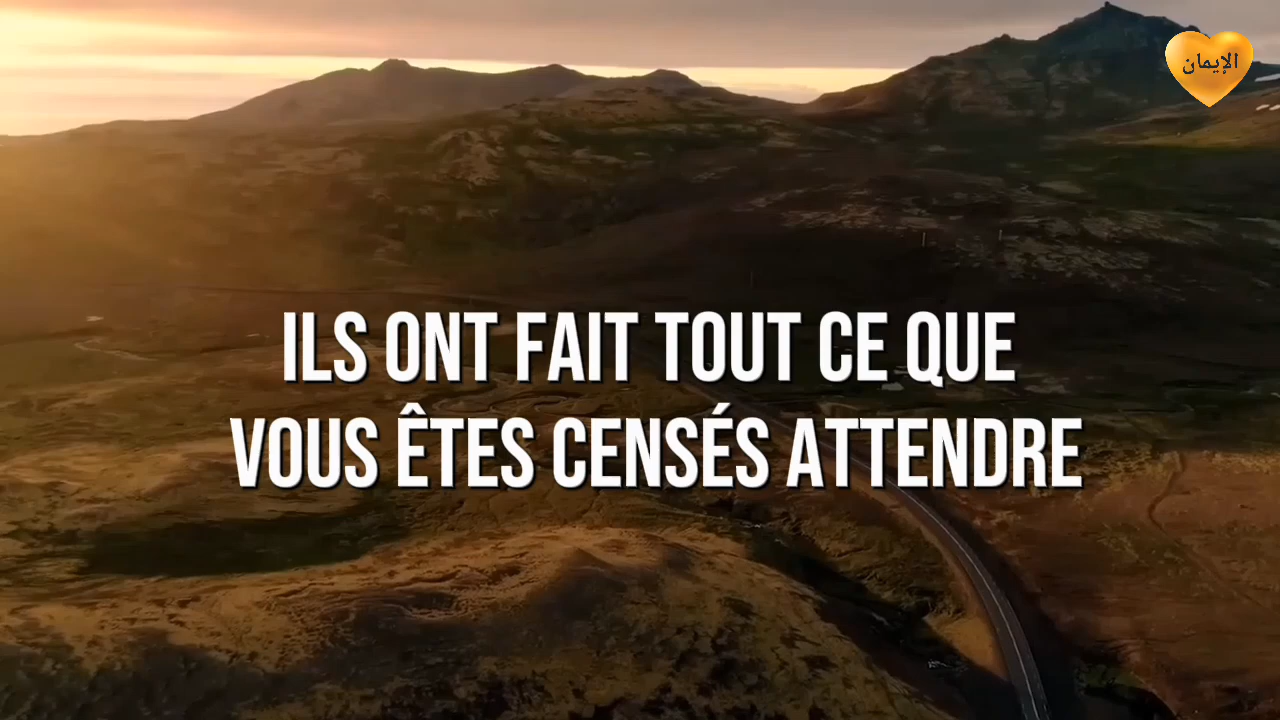 الإيمان
ILS ONT FAIT TOUT CE QUE
VOUS ÊTES CENSÉS ATTENDRE